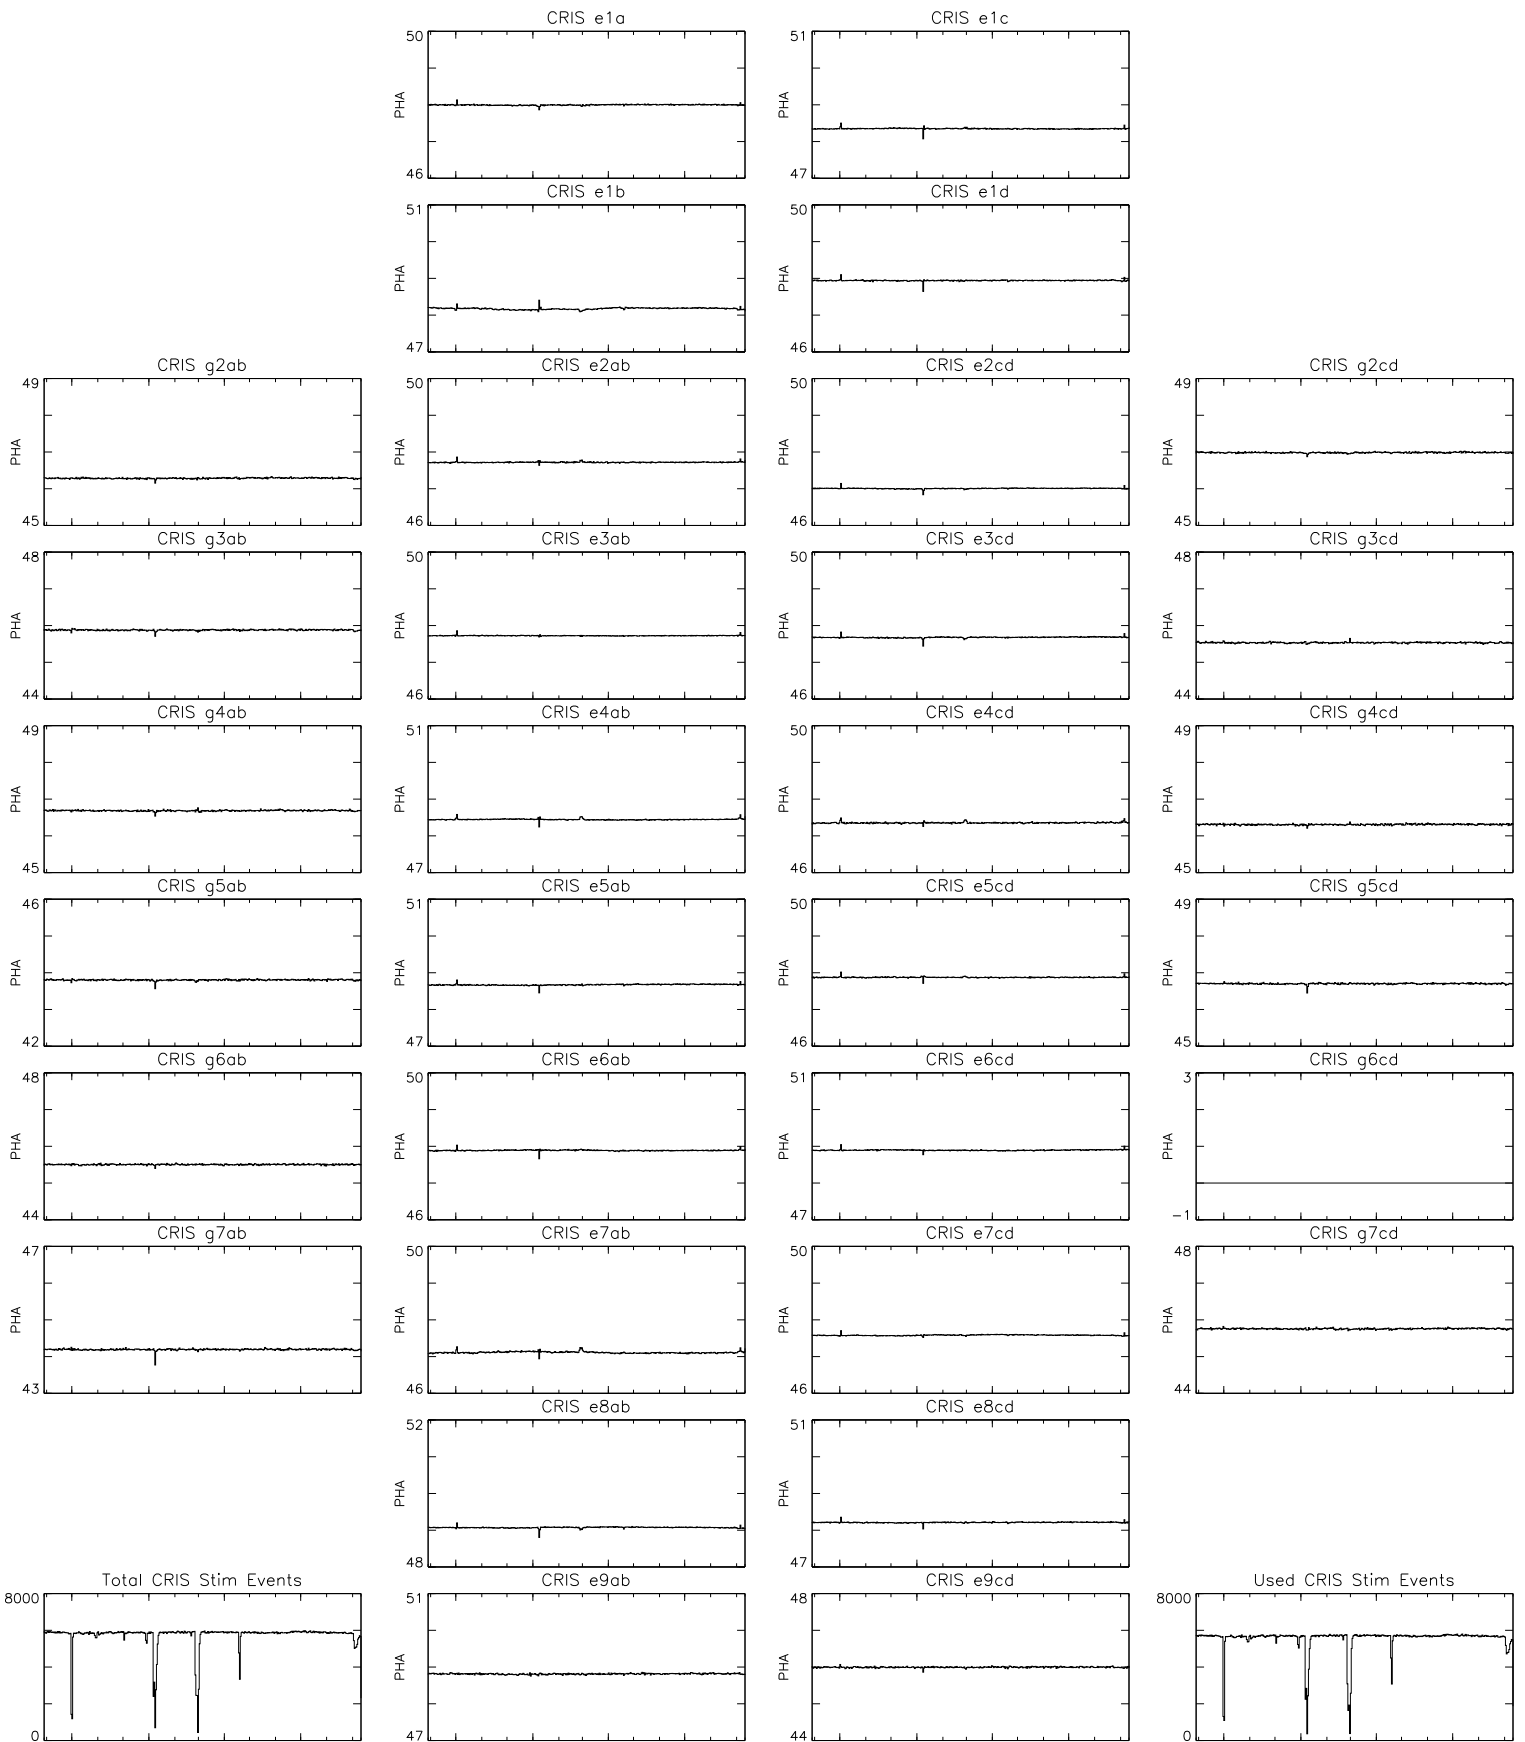 CRIS e1a
CRIS e1c
50
PHA
46
51
PHA
47
CRIS e1b
CRIS e1d
51
PHA
47
50
PHA
46
CRIS g2ab
CRIS e2ab
CRIS e2cd
CRIS g2cd
49
PHA
45
50
PHA
46
50
PHA
46
49
PHA
45
CRIS g3ab
CRIS e3ab
CRIS e3cd
CRIS g3cd
48
PHA
44
50
PHA
46
50
PHA
46
48
PHA
44
CRIS g4ab
CRIS e4ab
CRIS e4cd
CRIS g4cd
49
PHA
45
51
PHA
47
50
PHA
46
49
PHA
45
CRIS g5ab
CRIS e5ab
CRIS e5cd
CRIS g5cd
46
PHA
42
51
PHA
47
50
PHA
46
49
PHA
45
CRIS g6ab
CRIS e6ab
CRIS e6cd
CRIS g6cd
48
PHA
44
50
PHA
46
51
PHA
47
3
PHA
-1
CRIS g7ab
CRIS e7ab
CRIS e7cd
CRIS g7cd
47
PHA
43
50
PHA
46
50
PHA
46
48
PHA
44
CRIS e8ab
CRIS e8cd
52
PHA
48
51
PHA
47
Total CRIS Stim Events
CRIS e9ab
CRIS e9cd
Used CRIS Stim Events
8000
0
51
PHA
47
48
PHA
44
8000
0